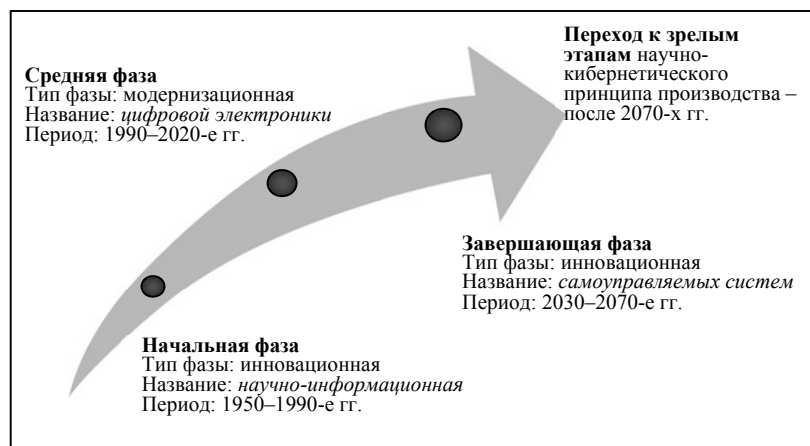 Средняя фаза
Тип фазы: модернизационная
Название: цифровой электроники
Период: 1990–2020-е гг.
Переход к зрелым
этапам научно-
кибернетического
принципа производства –
после 2070-х гг.
Завершающая фаза
Тип фазы: инновационная
Название: самоуправляемых систем
Период: 2030–2070-е гг.
Начальная фаза
Тип фазы: инновационная
Название: научно-информационная
Период: 1950–1990-е гг.